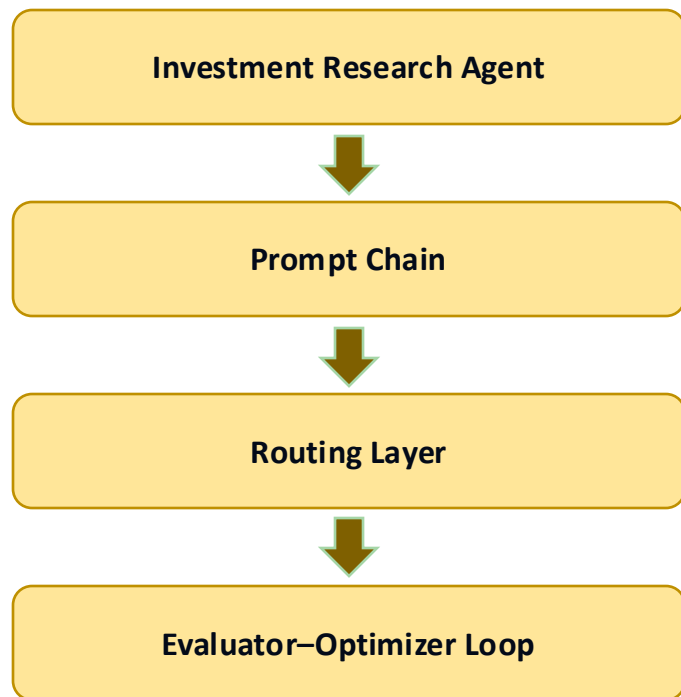 Investment Research Agent
Prompt Chain
Routing Layer
Evaluator–Optimizer Loop